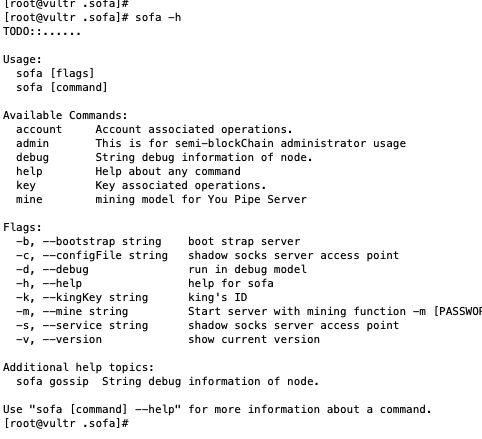 [root@vultr .sofa]#
[root@vultr .sofa]# sofa -h
TODO::......
Usage:
  sofa [flags]
  sofa [command]
Available Commands:
  account     Account associated operations.
  admin       This is for semi-blockChain administrator usage
  debug       String debug information of node.
  help        Help about any command
  key         Key associated operations.
  mine        mining model for You Pipe Server
Flags:
  -b, --bootstrap string    boot strap server
  -c, --configFile string   shadow socks server access point
  -d, --debug               run in debug model
  -h, --help                help for sofa
  -k, --kingKey string      king's ID
  -m, --mine string         Start server with mining function -m [PASSWOR
  -s, --service string      shadow socks server access point
  -v, --version             show current version
Additional help topics:
  sofa gossip  String debug information of node.
Use "sofa [command] --help" for more information about a command.
[root@vultr .sofa]#